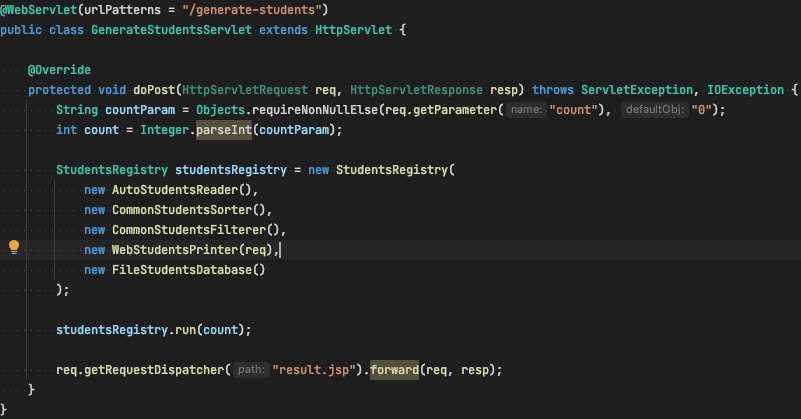 @WebServlet(urlPatterns = "/generate-students")
public class GenerateStudentsServlet extends HttpServlet {
@Override
protected void doPost(HttpServletRequest req, HttpServletResponse resp) throws ServletException, IOException {
String countParam = Objects.requireNonNullElse(req.getParameter( name: "count"), defaultObj: "0");
int count = Integer.parseInt(countParam);
StudentsRegistry studentsRegistry = new StudentsRegistry(
new AutoStudentsReader(),
new CommonStudentsSorter(),
new CommonStudentsFilterer(),
new WebStudentsPrinter(req),
new FileStudentsDatabase()
);
studentsRegistry.run(count);
req.getRequestDispatcher( path: "result.jsp").forward(req, resp);
}
}